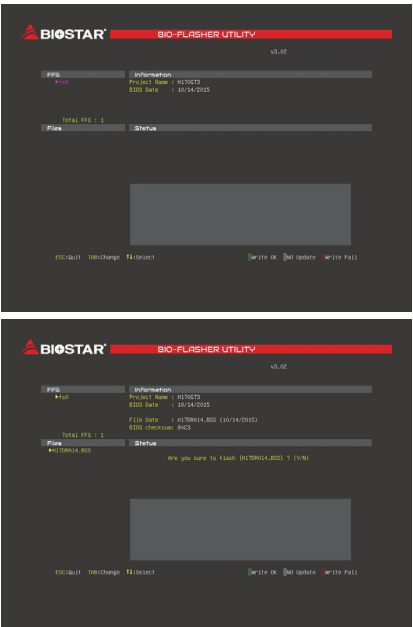 BIOSTAR
BIO-FLASHER UTILITY
v3.02
FFS Information
fs0 Project Name : H170GT3
BIOS Date : 10/14/2015
Total FFS : 1
Files Status
ESC:Quit TAB:Change ↑↓:Select Write OK NO Update Write Fail
BIOSTAR
BIO-FLASHER UTILITY
v3.02
FFS Information
fs0 Project Name : H170GT3
BIOS Date : 10/14/2015
File Date : H170RA14.BSS (10/14/2015)
BIOS checksum: 84C3
Total FFS : 1
Files Status
H170RA14.BSS
Are you sure to flash [H170RA14.BSS] ? (Y/N)
ESC:Quit TAB:Change ↑↓:Select Write OK NO Update Write Fail